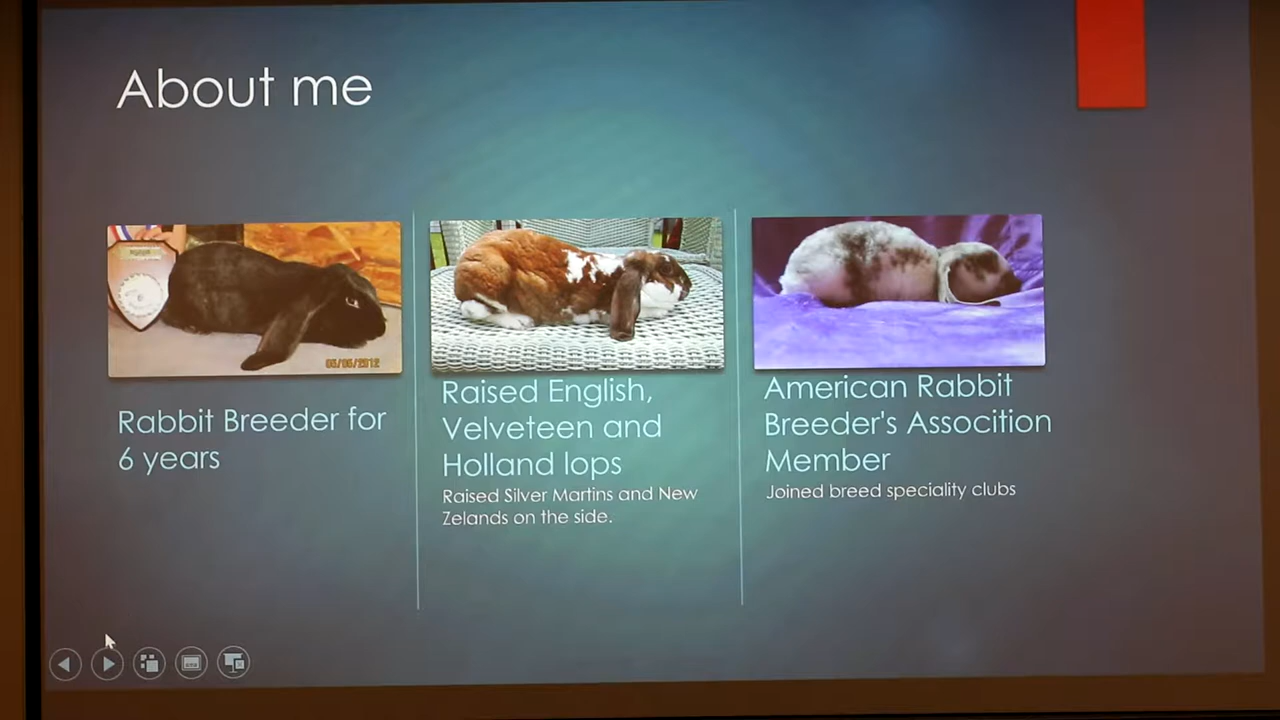 About me
05/05/2012
Rabbit Breeder for
6 years
Raised English,
Velveteen and
Holland lops
Raised Silver Martins and New
Zelands on the side.
American Rabbit
Breeder's Assocition
Member
Joined breed speciality clubs